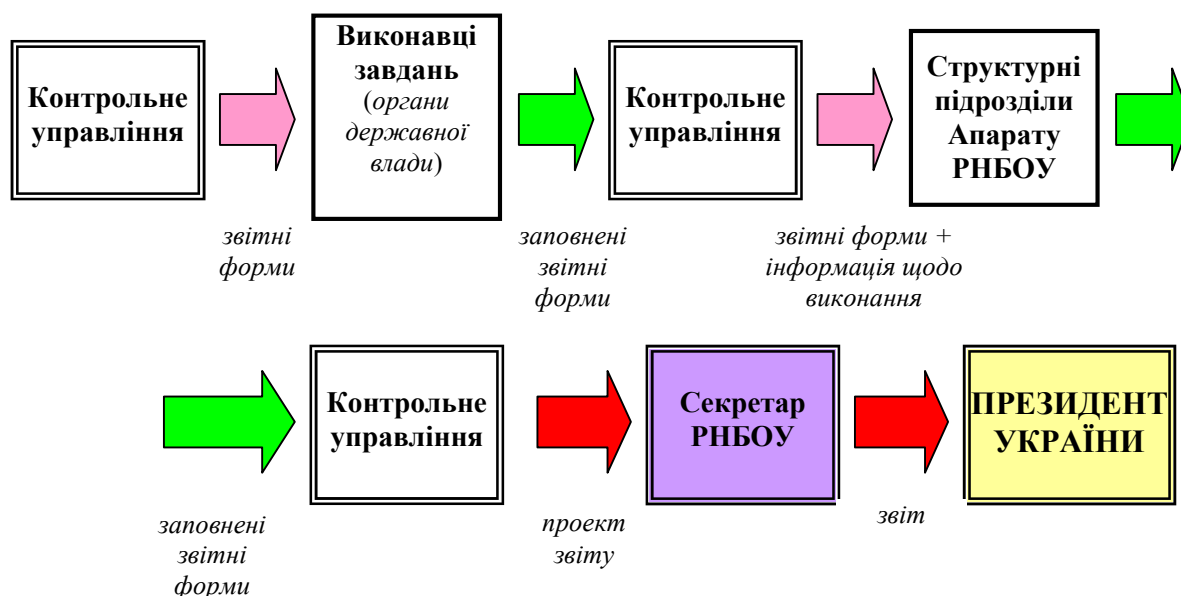 Контрольне
управління
Виконавці
завдань
(органи
державної
влади)
Контрольне
управління
Структурні
підрозділи
Апарату
РНБОУ
звітні
форми
заповнені
звітні
форми
звітні форми +
інформація щодо
виконання
Контрольне
управління
Секретар
РНБОУ
ПРЕЗИДЕНТ
УКРАЇНИ
заповнені
звітні
форми
проект
звіту
звіт